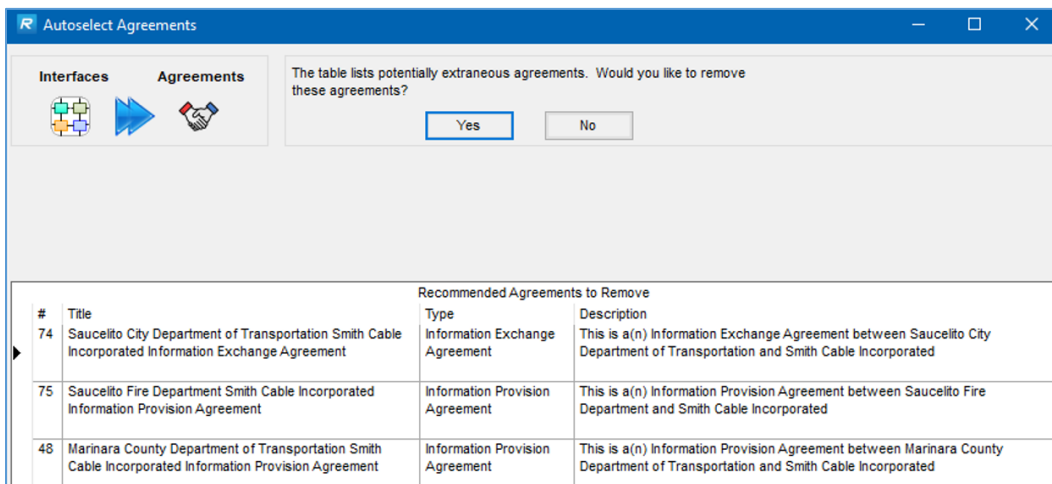 R Autoselect Agreements
Interfaces Agreements
The table lists potentially extraneous agreements. Would you like to remove
these agreements?
Yes No
Recommended Agreements to Remove
# Title Type Description
74 Saucelito City Department of Transportation Smith Cable Information Exchange This is a(n) Information Exchange Agreement between Saucelito City
Incorporated Information Exchange Agreement Agreement Department of Transportation and Smith Cable Incorporated
75 Saucelito Fire Department Smith Cable Incorporated Information Provision This is a(n) Information Provision Agreement between Saucelito Fire
Information Provision Agreement Agreement Department and Smith Cable Incorporated
48 Marinara County Department of Transportation Smith Information Provision This is a(n) Information Provision Agreement between Marinara County
Cable Incorporated Information Provision Agreement Agreement Department of Transportation and Smith Cable Incorporated